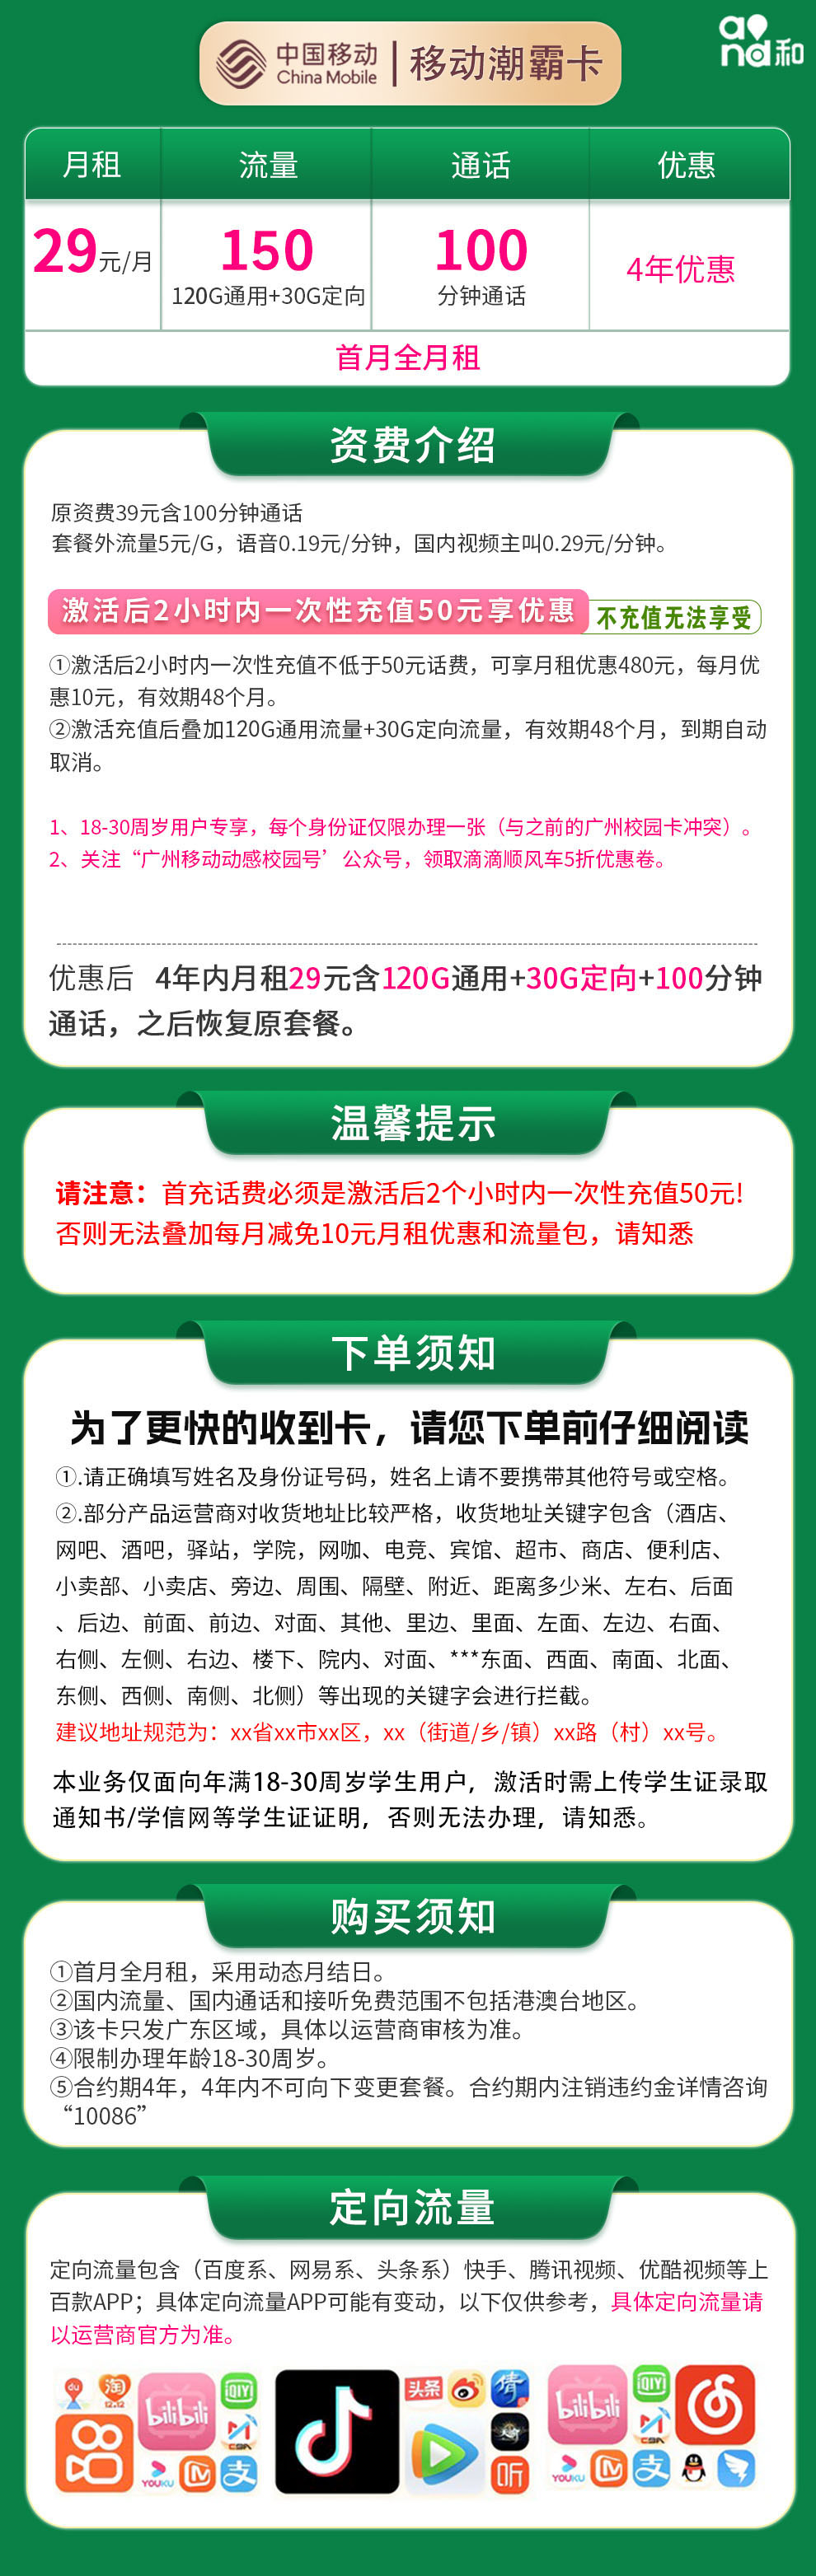 中国移动
China Mobile
移动潮霸卡
and和
月租 流量 通话 优惠
29元/月 150 100 4年优惠
120G通用+30G定向 分钟通话
首月全月租
资费介绍
原资费39元含100分钟通话
套餐外流量5元/G，语音0.19元/分钟，国内视频主叫0.29元/分钟。
激活后2小时内一次性充值50元享优惠 不充值无法享受
①激活后2小时内一次性充值不低于50元话费，可享月租优惠480元，每月优
惠10元，有效期48个月。
②激活充值后叠加120G通用流量+30G定向流量，有效期48个月，到期自动
取消。
1、18-30周岁用户专享，每个身份证仅限办理一张（与之前的广州校园卡冲突）。
2、关注“广州移动动感校园号’公众号，领取滴滴顺风车5折优惠卷。
优惠后 4年内月租29元含120G通用+30G定向+100分钟
通话，之后恢复原套餐。
温馨提示
请注意：首充话费必须是激活后2个小时内一次性充值50元!
否则无法叠加每月减免10元月租优惠和流量包，请知悉
下单须知
为了更快的收到卡，请您下单前仔细阅读
①.请正确填写姓名及身份证号码，姓名上请不要携带其他符号或空格。
②.部分产品运营商对收货地址比较严格，收货地址关键字包含（酒店、
网吧、酒吧，驿站，学院，网咖、电竞、宾馆、超市、商店、便利店、
小卖部、小卖店、旁边、周围、隔壁、附近、距离多少米、左右、后面
、后边、前面、前边、对面、其他、里边、里面、左面、左边、右面、
右侧、左侧、右边、楼下、院内、对面、***东面、西面、南面、北面、
东侧、西侧、南侧、北侧）等出现的关键字会进行拦截。
建议地址规范为：xx省xx市xx区，xx（街道/乡/镇）xx路（村）xx号。
本业务仅面向年满18-30周岁学生用户，激活时需上传学生证录取
通知书/学信网等学生证证明，否则无法办理，请知悉。
购买须知
①首月全月租，采用动态月结日。
②国内流量、国内通话和接听免费范围不包括港澳台地区。
③该卡只发广东区域，具体以运营商审核为准。
④限制办理年龄18-30周岁。
⑤合约期4年，4年内不可向下变更套餐。合约期内注销违约金详情咨询
“10086”
定向流量
定向流量包含（百度系、网易系、头条系）快手、腾讯视频、优酷视频等上
百款APP；具体定向流量APP可能有变动，以下仅供参考，具体定向流量请
以运营商官方为准。
du 淘 12.12 bilibili iQIYI 头条 倩 bilibili iQIYI
YOUKU 支 听 YOUKU 支